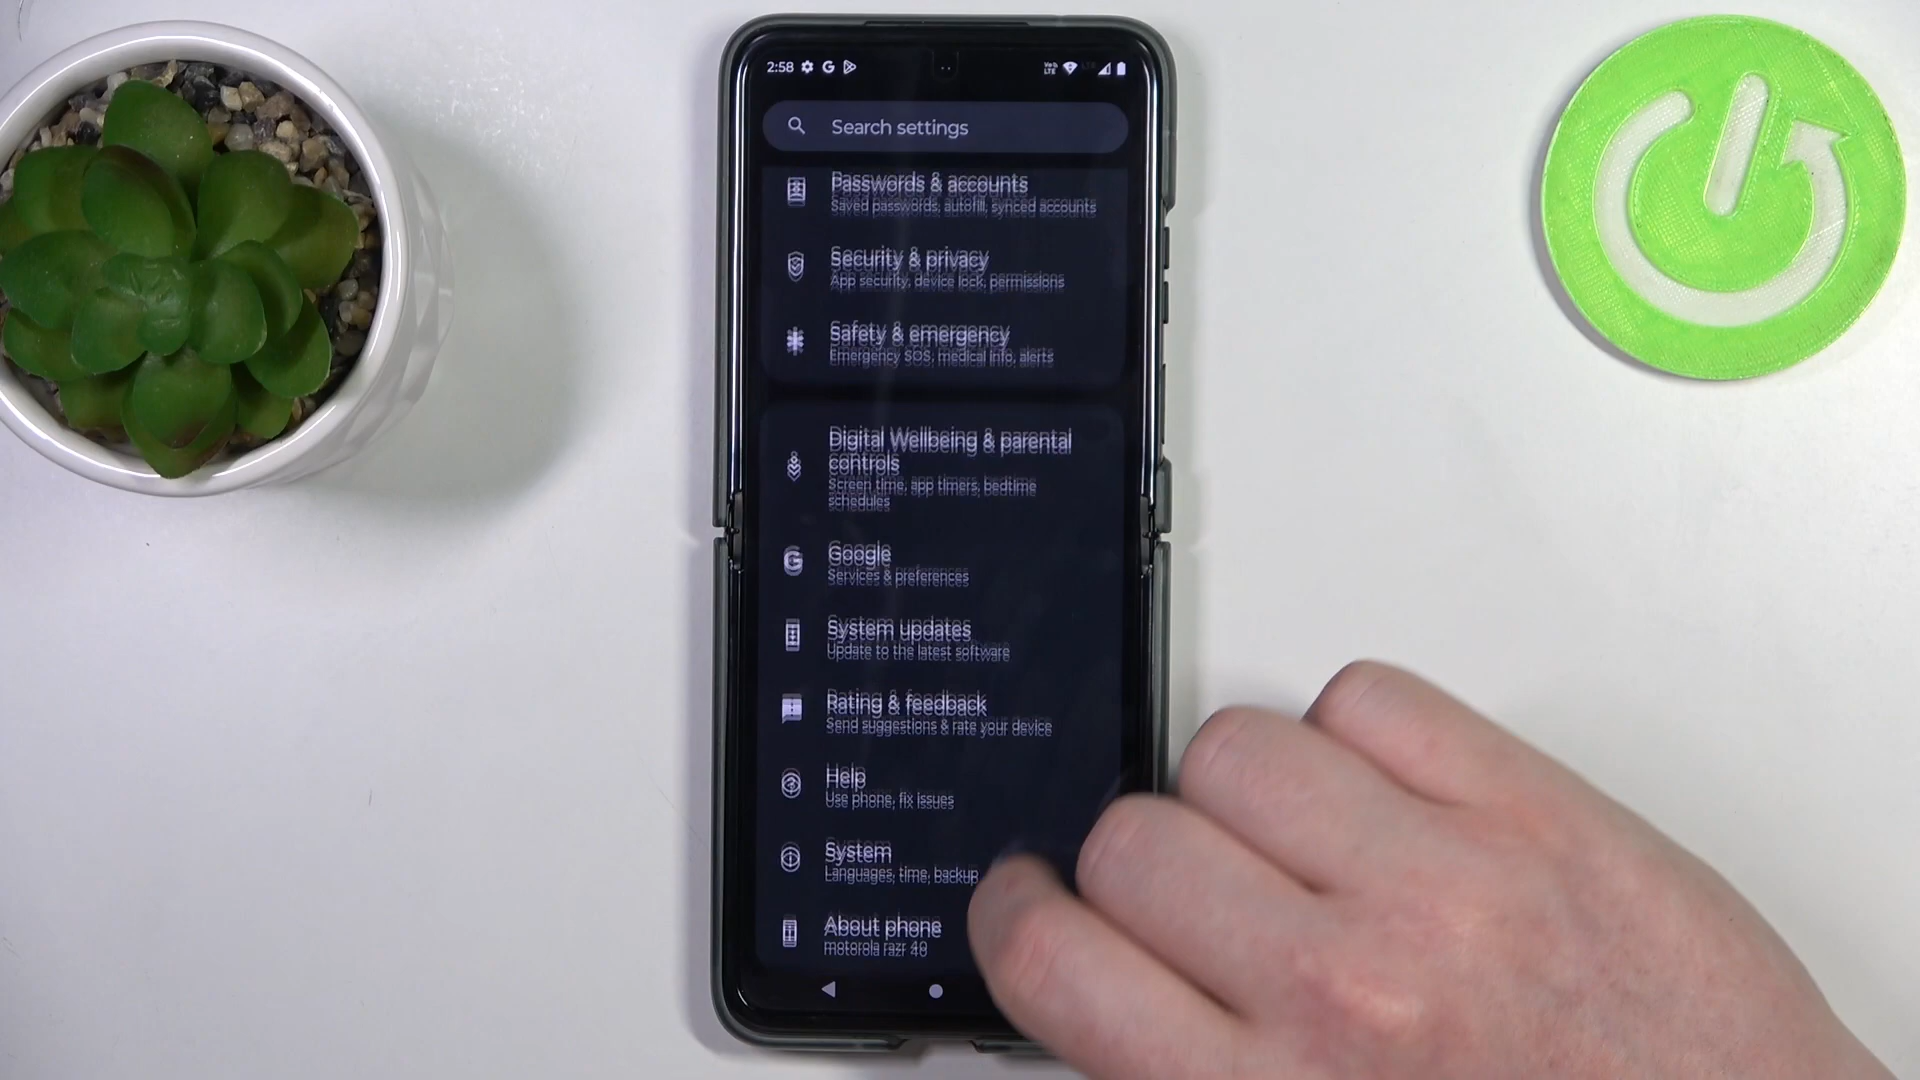 2:58
Search settings
Passwords & accounts
Saved passwords, autofill, synced accounts
Security & privacy
App security, device lock, permissions
Safety & emergency
Emergency SOS, medical info, alerts
Digital Wellbeing & parental
controls
Screen time, app timers, bedtime
schedules
Google
Services & preferences
System updates
Update to the latest software
Rating & feedback
Send suggestions & rate your device
Help
Use phone, fix issues
System
Languages, time, backup
About phone
motorola razr 40